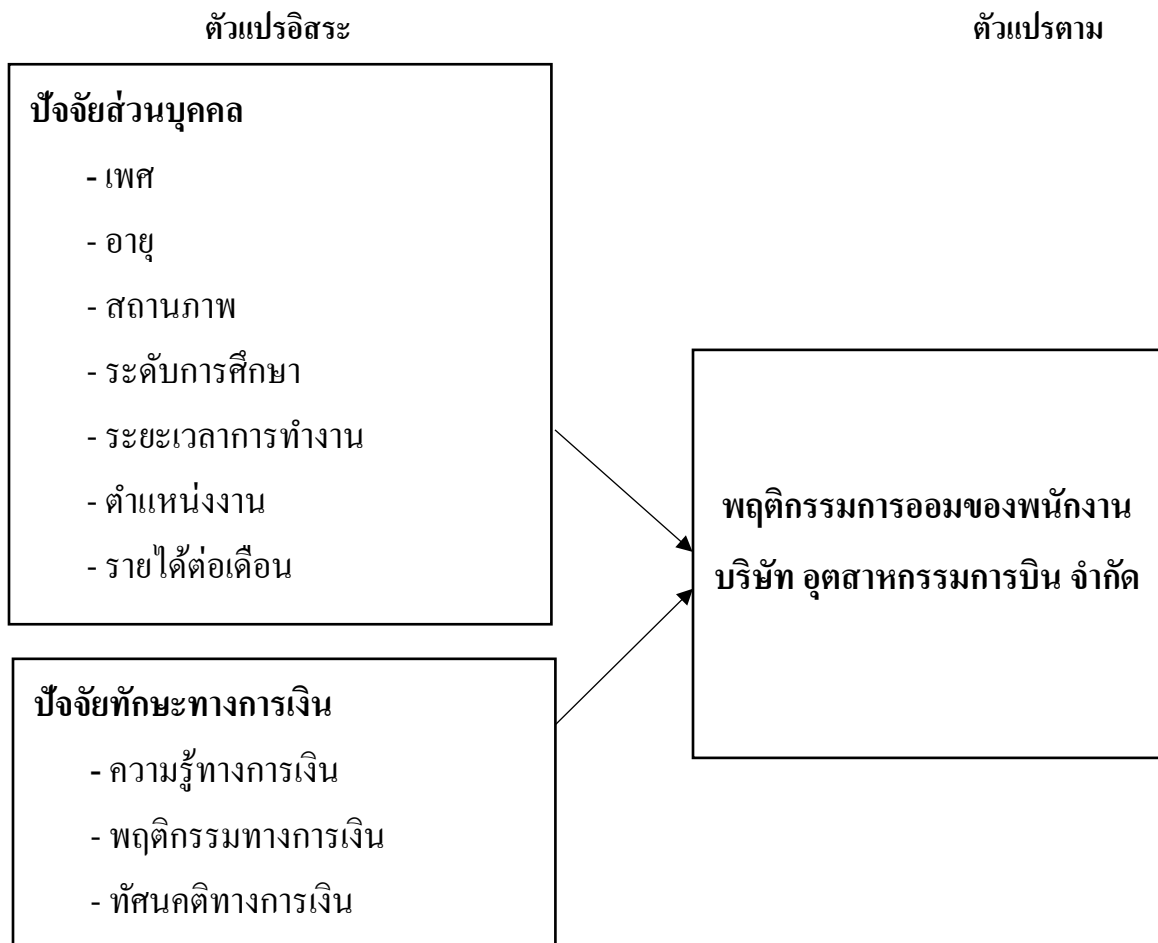 ตัวแปรอิสระ
ตัวแปรตาม
ปัจจัยส่วนบุคคล
- เพศ
- อายุ
- สถานภาพ
- ระดับการศึกษา
- ระยะเวลาการทำงาน
- ตำแหน่งงาน
- รายได้ต่อเดือน
พฤติกรรมการออมของพนักงาน
บริษัท อุตสาหกรรมการบิน จำกัด
ปัจจัยทักษะทางการเงิน
- ความรู้ทางการเงิน
- พฤติกรรมทางการเงิน
- ทัศนคติทางการเงิน